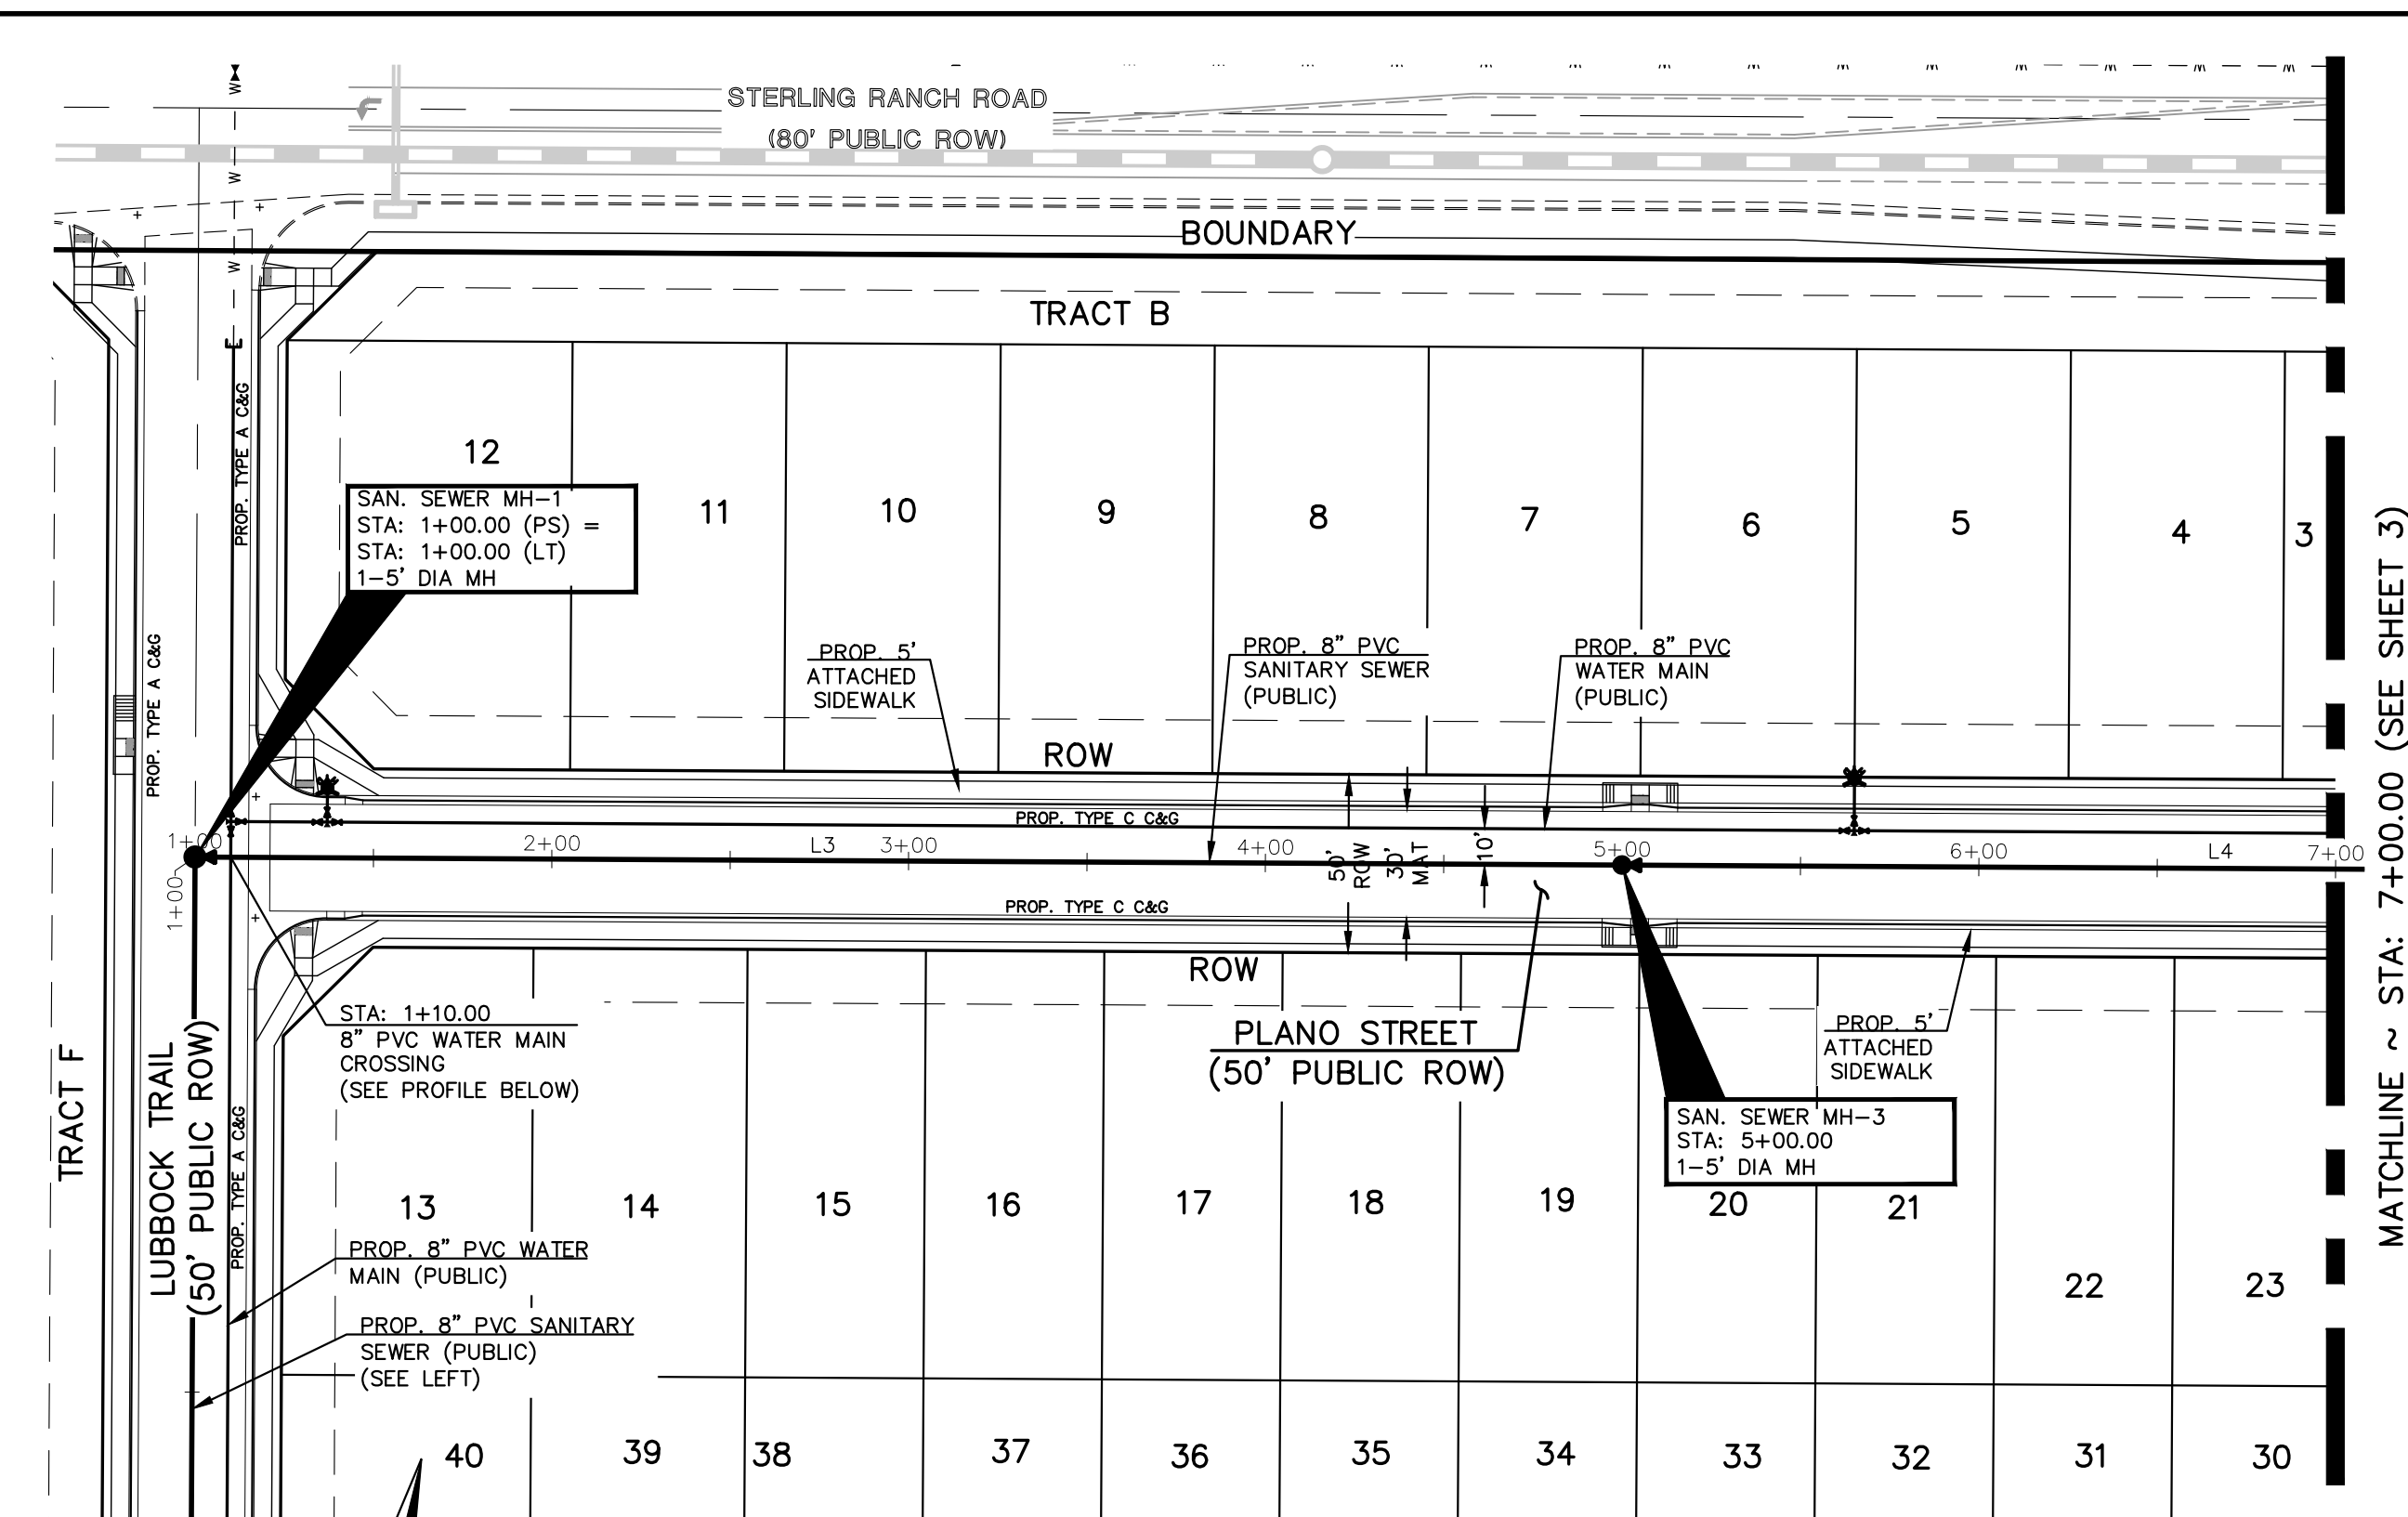 STERLING RANCH ROAD
(80' PUBLIC ROW)
W
W
W
BOUNDARY
TRACT B
12
11
10
9
8
7
6
5
4
3
SAN. SEWER MH-1
STA: 1+00.00 (PS) =
STA: 1+00.00 (LT)
1-5' DIA MH
PROP. TYPE A C&G
PROP. TYPE A C&G
PROP. 5'
ATTACHED
SIDEWALK
PROP. 8" PVC
SANITARY SEWER
(PUBLIC)
PROP. 8" PVC
WATER MAIN
(PUBLIC)
ROW
PROP. TYPE C C&G
1+00
2+00
L3
3+00
4+00
5+00
6+00
L4
7+00
1+00
50'
ROW
30'
MAT
10'
PROP. TYPE C C&G
ROW
STA: 1+10.00
8" PVC WATER MAIN
CROSSING
(SEE PROFILE BELOW)
PLANO STREET
(50' PUBLIC ROW)
PROP. 5'
ATTACHED
SIDEWALK
SAN. SEWER MH-3
STA: 5+00.00
1-5' DIA MH
TRACT F
LUBBOCK TRAIL
(50' PUBLIC ROW)
PROP. TYPE A C&G
13
14
15
16
17
18
19
20
21
22
23
PROP. 8" PVC WATER
MAIN (PUBLIC)
PROP. 8" PVC SANITARY
SEWER (PUBLIC)
(SEE LEFT)
40
39
38
37
36
35
34
33
32
31
30
MATCHLINE ~ STA: 7+00.00 (SEE SHEET 3)